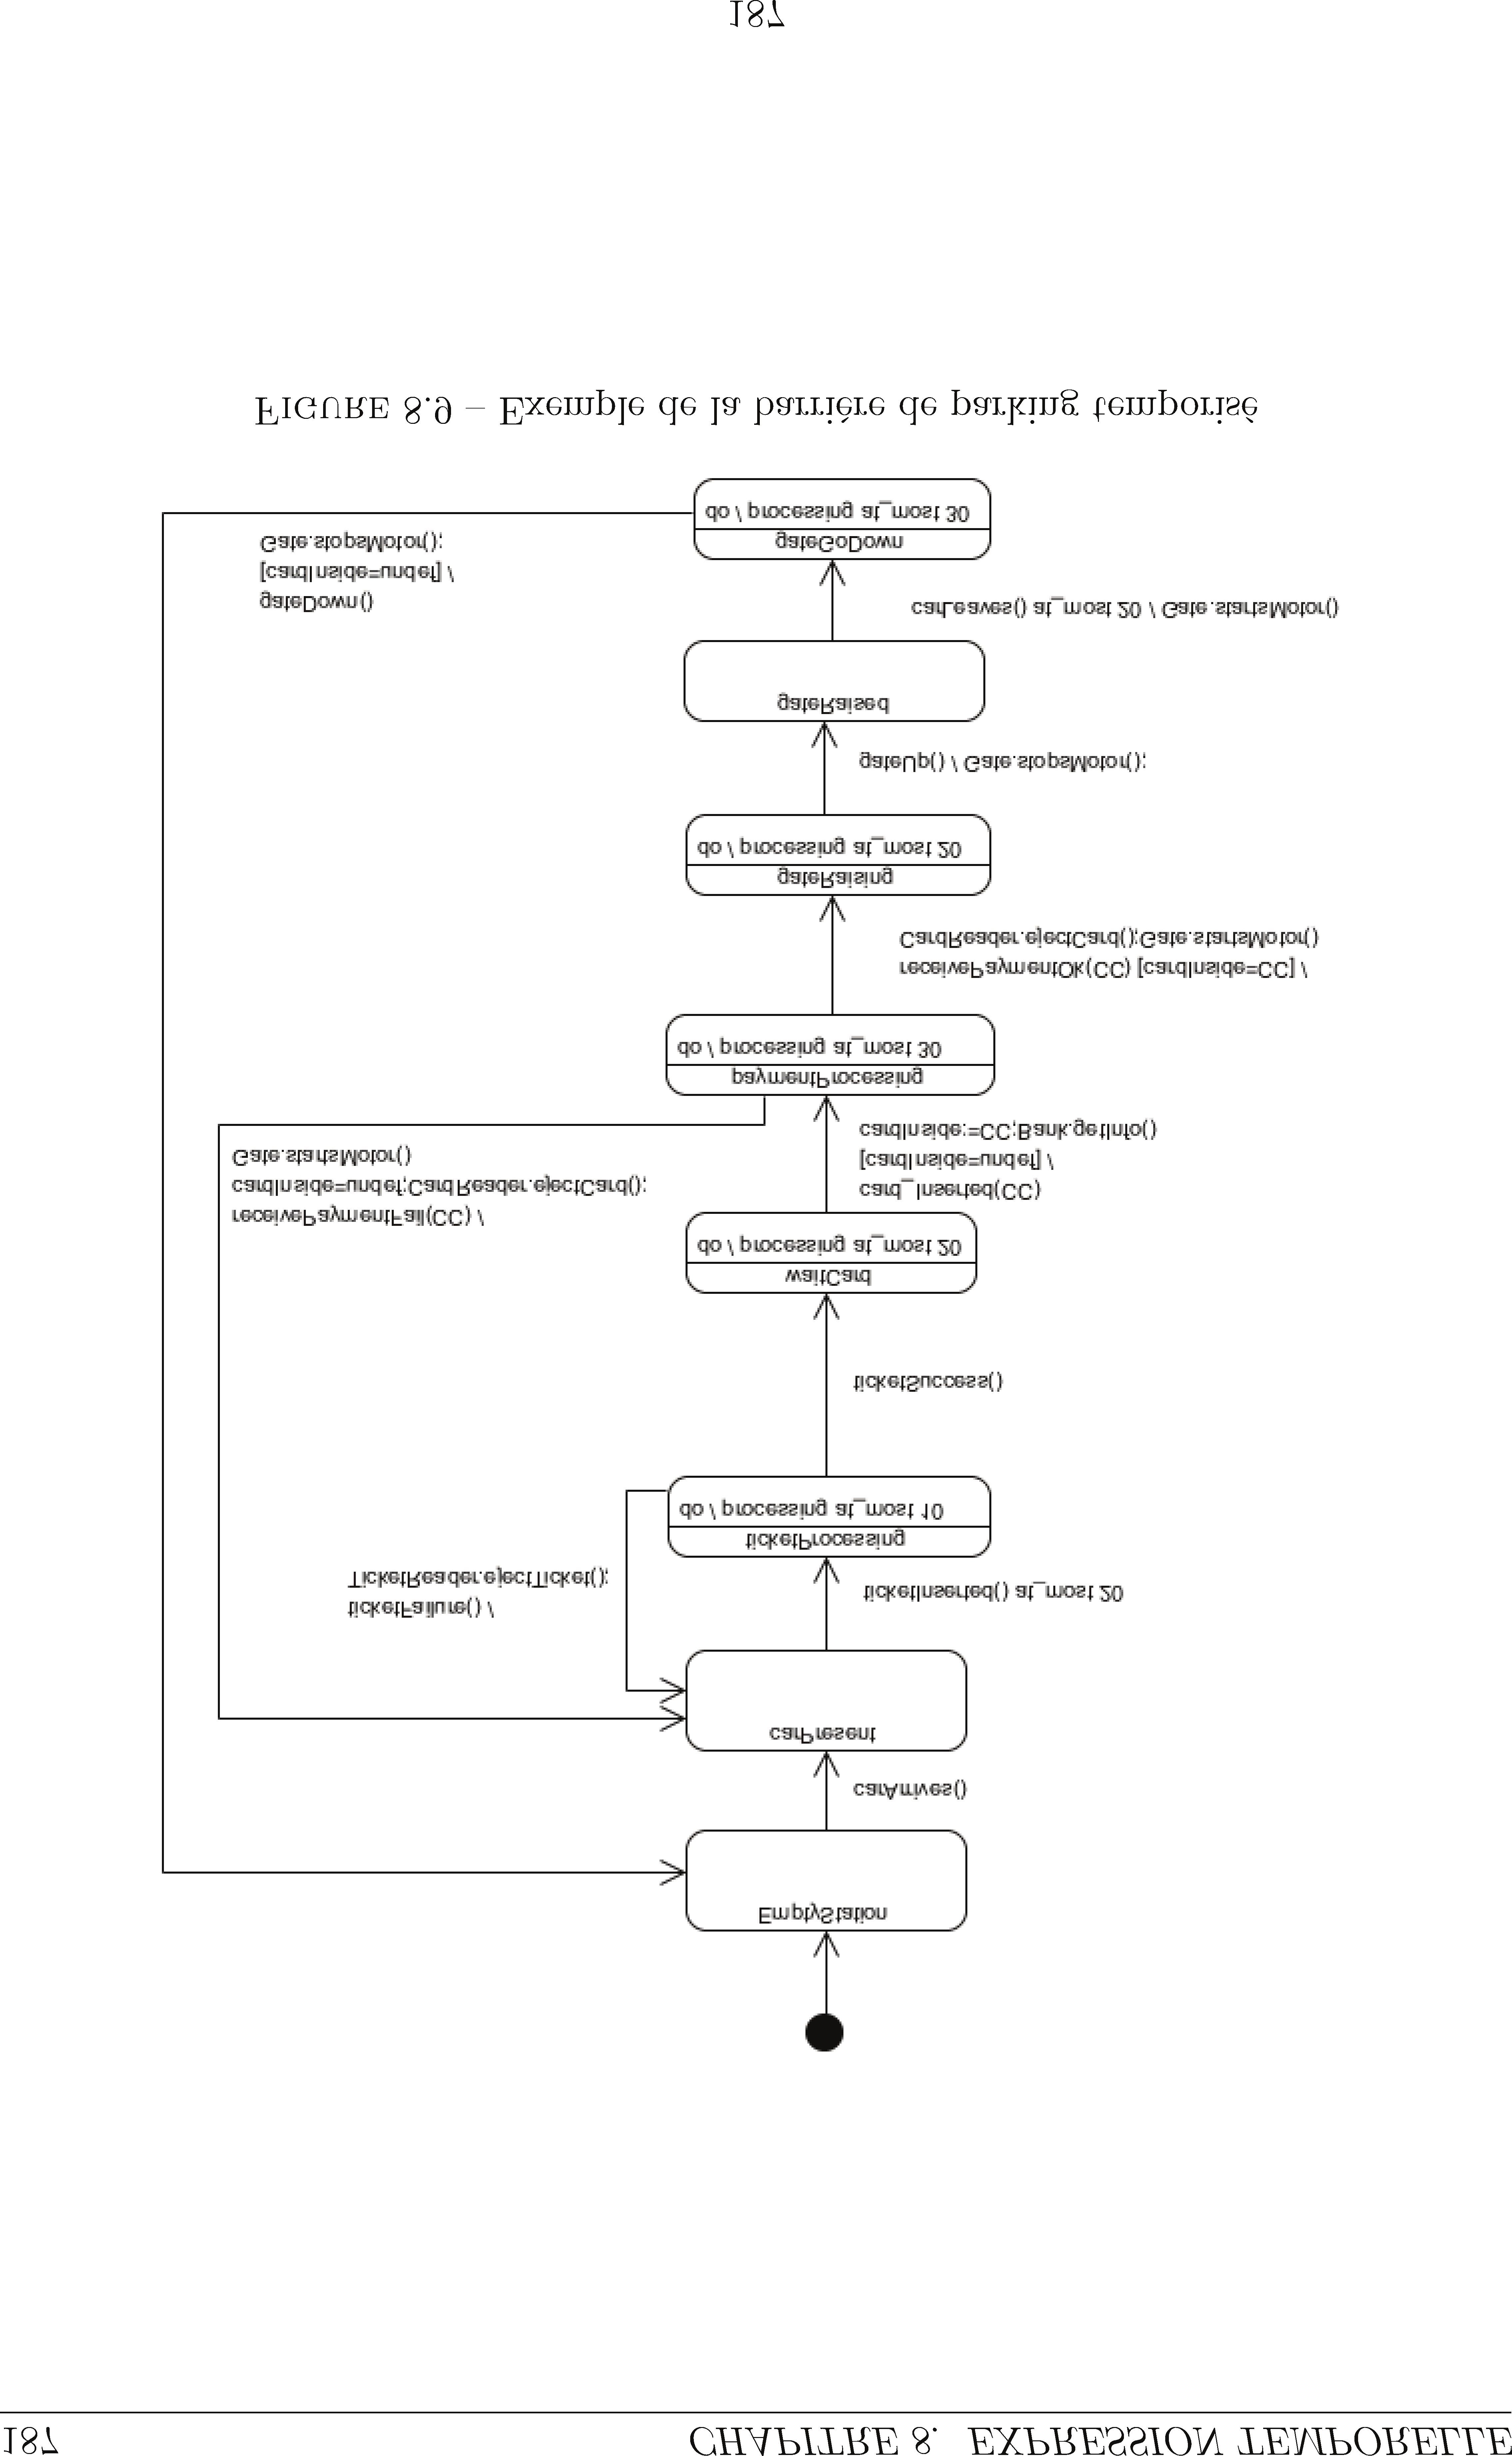 187 CHAPITRE 8. EXPRESSION TEMPORELLE
EmptyStation
carArrives()
carPresent
ticketInserted() at_most 20
ticketFailure() /
TicketReader.ejectTicket();
ticketProcessing
do / processing at_most 10
ticketSuccess()
waitCard
do / processing at_most 20
card_Inserted(CC)
[cardInside=undef] /
cardInside:=CC;Bank.getInfo()
receivePaymentFail(CC) /
cardInside=undef;CardReader.ejectCard();
Gate.startsMotor()
paymentProcessing
do / processing at_most 30
receivePaymentOk(CC) [cardInside=CC] /
CardReader.ejectCard();Gate.startsMotor()
gateRaising
do / processing at_most 20
gateUp() / Gate.stopsMotor();
gateRaised
carLeaves() at_most 20 / Gate.startsMotor()
gateDown()
[cardInside=undef] /
Gate.stopsMotor();
gateGoDown
do / processing at_most 30
FIGURE 8.9 – Exemple de la barrière de parking temporisé
187